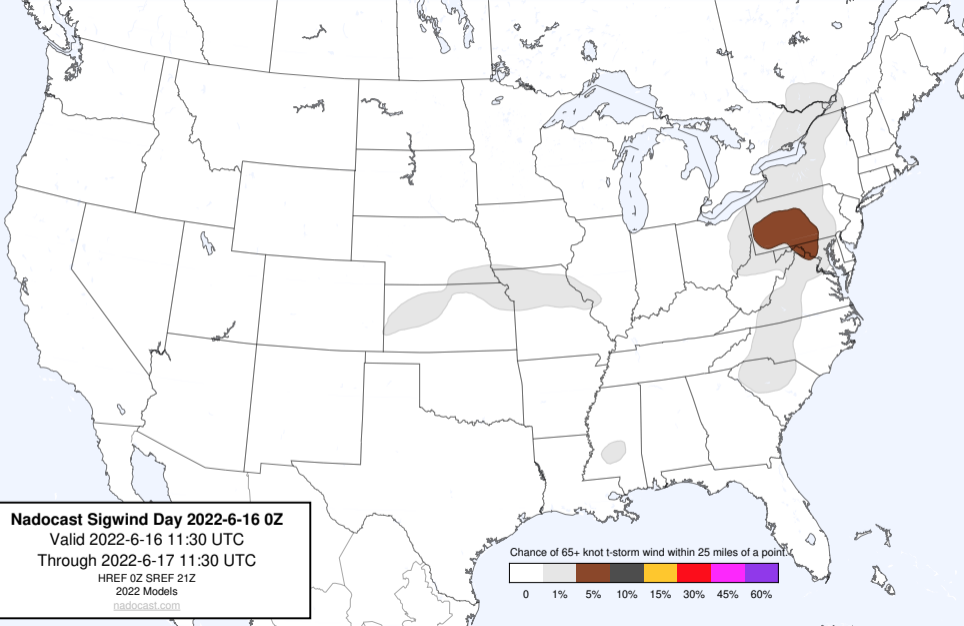 Nadocast Sigwind Day 2022-6-16 0Z
Valid 2022-6-16 11:30 UTC
Through 2022-6-17 11:30 UTC
HREF 0Z SREF 21Z
2022 Models
nadocast.com
Chance of 65+ knot t-storm wind within 25 miles of a point.
0 1% 5% 10% 15% 30% 45% 60%